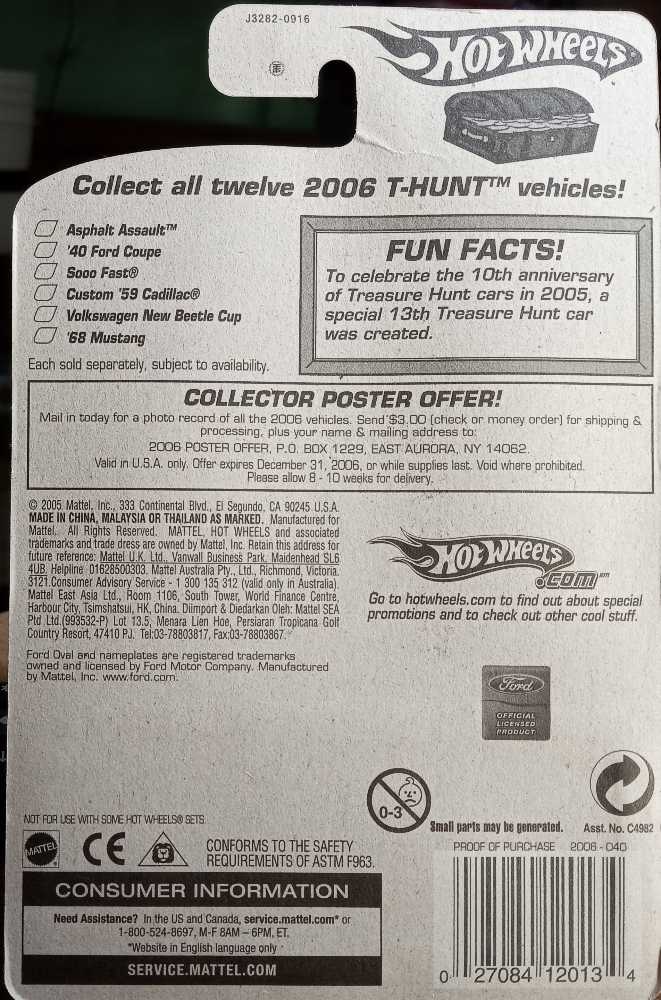 J3282-0916
HOT WHEELS
Collect all twelve 2006 T-HUNT™ vehicles!
Asphalt Assault™
'40 Ford Coupe
Sooo Fast®
Custom '59 Cadillac®
Volkswagen New Beetle Cup
'68 Mustang
Each sold separately, subject to availability.
FUN FACTS!
To celebrate the 10th anniversary
of Treasure Hunt cars in 2005, a
special 13th Treasure Hunt car
was created.
COLLECTOR POSTER OFFER!
Mail in today for a photo record of all the 2006 vehicles. Send $3.00 (check or money order) for shipping &
processing, plus your name & mailing address to:
2006 POSTER OFFER, P.O. BOX 1229, EAST AURORA, NY 14062.
Valid in U.S.A. only. Offer expires December 31, 2006, or while supplies last. Void where prohibited.
Please allow 8 - 10 weeks for delivery.
© 2005 Mattel, Inc., 333 Continental Blvd., El Segundo, CA 90245 U.S.A.
MADE IN CHINA, MALAYSIA OR THAILAND AS MARKED. Manufactured for
Mattel. All Rights Reserved. MATTEL, HOT WHEELS and associated
trademarks and trade dress are owned by Mattel, Inc. Retain this address for
future reference: Mattel U.K. Ltd., Vanwall Business Park, Maidenhead SL6
4UB. Helpline 01628500303. Mattel Australia Pty., Ltd., Richmond, Victoria.
3121.Consumer Advisory Service - 1 300 135 312 (valid only in Australia).
Mattel East Asia Ltd., Room 1106, South Tower, World Finance Centre,
Harbour City, Tsimshatsui, HK, China. Diimport & Diedarkan Oleh: Mattel SEA
Ptd Ltd.(993532-P) Lot 13.5, Menara Lien Hoe, Persiaran Tropicana Golf
Country Resort, 47410 PJ. Tel:03-78803817, Fax:03-78803867.
Ford Oval and nameplates are registered trademarks
owned and licensed by Ford Motor Company. Manufactured
by Mattel, Inc. www.ford.com.
HOT WHEELS
.COM™
Go to hotwheels.com to find out about special
promotions and to check out other cool stuff.
Ford
OFFICIAL
LICENSED
PRODUCT
0-3
Small parts may be generated.
Asst. No. C4982
NOT FOR USE WITH SOME HOT WHEELS® SETS.
MATTEL
CE
CONFORMS TO THE SAFETY
REQUIREMENTS OF ASTM F963.
PROOF OF PURCHASE 2006 - 040
CONSUMER INFORMATION
Need Assistance? In the US and Canada, service.mattel.com* or
1-800-524-8697, M-F 8AM – 6PM, ET.
*Website in English language only
SERVICE.MATTEL.COM
0 27084 12013 4